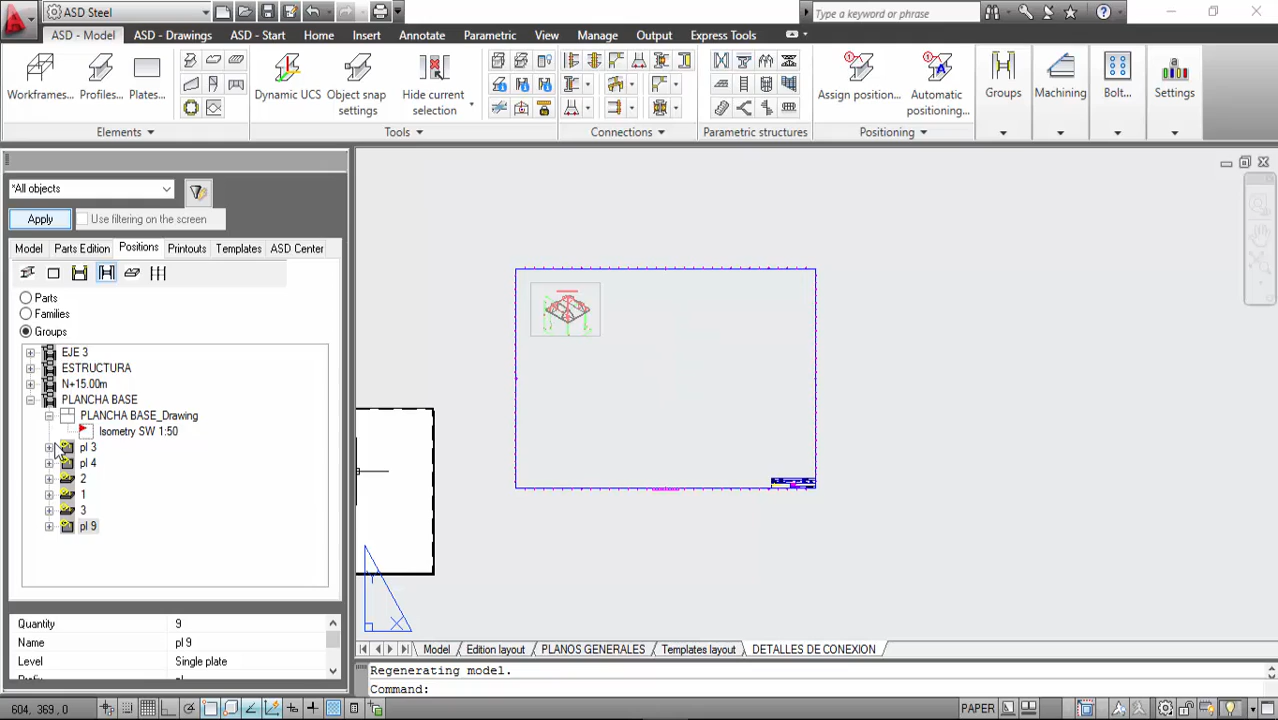 ASD Steel
Type a keyword or phrase
ASD - Model
ASD - Drawings
ASD - Start
Home
Insert
Annotate
Parametric
View
Manage
Output
Express Tools
Workframes...
Profiles...
Plates...
Dynamic UCS
Object snap settings
Hide current selection
Assign position...
Automatic positioning...
Groups
Machining
Bolt...
Settings
Elements
Tools
Connections
Parametric structures
Positioning
*All objects
Apply
Use filtering on the screen
Model
Parts Edition
Positions
Printouts
Templates
ASD Center
Parts
Families
Groups
EJE 3
ESTRUCTURA
N+15.00m
PLANCHA BASE
PLANCHA BASE_Drawing
Isometry SW 1:50
pl 3
pl 4
2
1
3
pl 9
Quantity 9
Name pl 9
Level Single plate
Model
Edition layout
PLANOS GENERALES
Templates layout
DETALLES DE CONEXION
Regenerating model.
Command:
604, 369, 0
PAPER